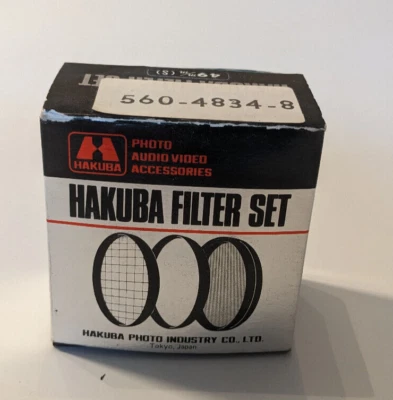 49mm (S)
560-4834-8
HAKUBA
PHOTO
AUDIO VIDEO
ACCESSORIES
HAKUBA FILTER SET
HAKUBA PHOTO INDUSTRY CO., LTD.
Tokyo, Japan